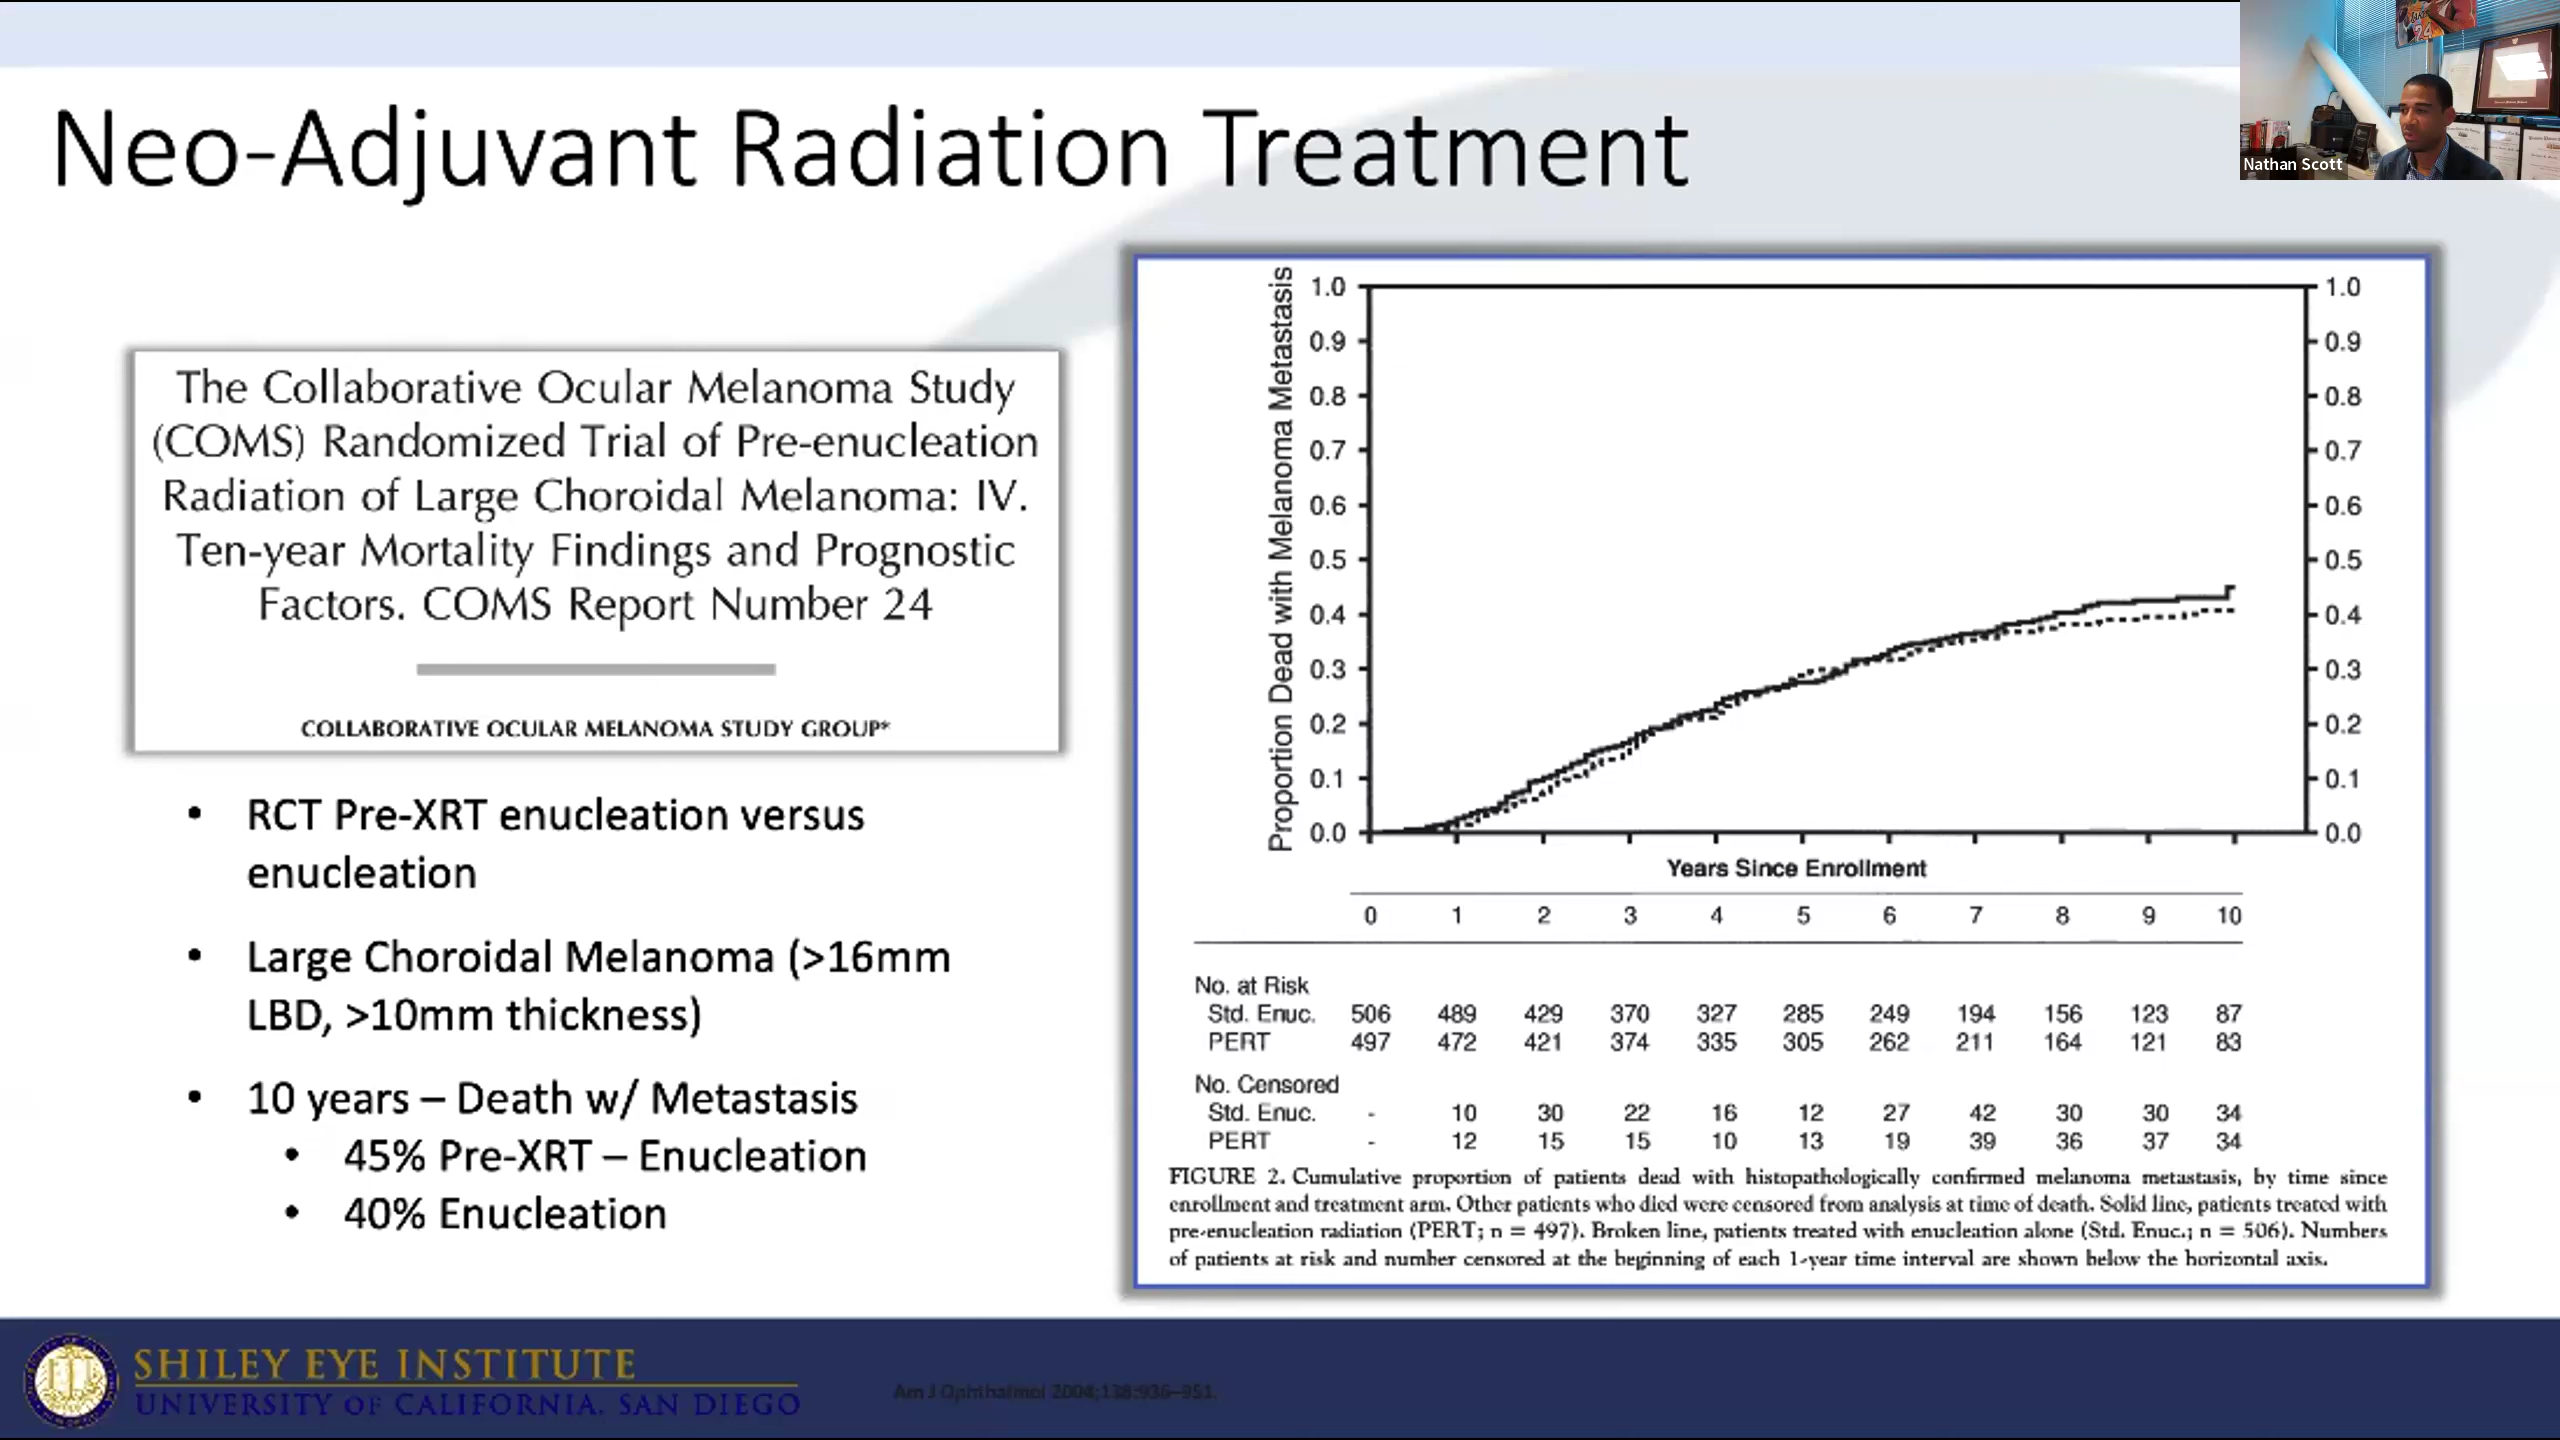 Neo-Adjuvant Radiation Treatment
Nathan Scott
The Collaborative Ocular Melanoma Study
(COMS) Randomized Trial of Pre-enucleation
Radiation of Large Choroidal Melanoma: IV.
Ten-year Mortality Findings and Prognostic
Factors. COMS Report Number 24
COLLABORATIVE OCULAR MELANOMA STUDY GROUP*
• RCT Pre-XRT enucleation versus
enucleation
• Large Choroidal Melanoma (>16mm
LBD, >10mm thickness)
• 10 years – Death w/ Metastasis
• 45% Pre-XRT – Enucleation
• 40% Enucleation
Proportion Dead with Melanoma Metastasis
1.0 1.0
0.9 0.9
0.8 0.8
0.7 0.7
0.6 0.6
0.5 0.5
0.4 0.4
0.3 0.3
0.2 0.2
0.1 0.1
0.0 0.0
Years Since Enrollment
0 1 2 3 4 5 6 7 8 9 10
No. at Risk
Std. Enuc. 506 489 429 370 327 285 249 194 156 123 87
PERT 497 472 421 374 335 305 262 211 164 121 83
No. Censored
Std. Enuc. - 10 30 22 16 12 27 42 30 30 34
PERT - 12 15 15 10 13 19 39 36 37 34
FIGURE 2. Cumulative proportion of patients dead with histopathologically confirmed melanoma metastasis, by time since
enrollment and treatment arm. Other patients who died were censored from analysis at time of death. Solid line, patients treated with
pre-enucleation radiation (PERT; n = 497). Broken line, patients treated with enucleation alone (Std. Enuc.; n = 506). Numbers
of patients at risk and number censored at the beginning of each 1-year time interval are shown below the horizontal axis.
SHILEY EYE INSTITUTE
UNIVERSITY OF CALIFORNIA, SAN DIEGO
Am J Ophthalmol 2004;138:936–951.